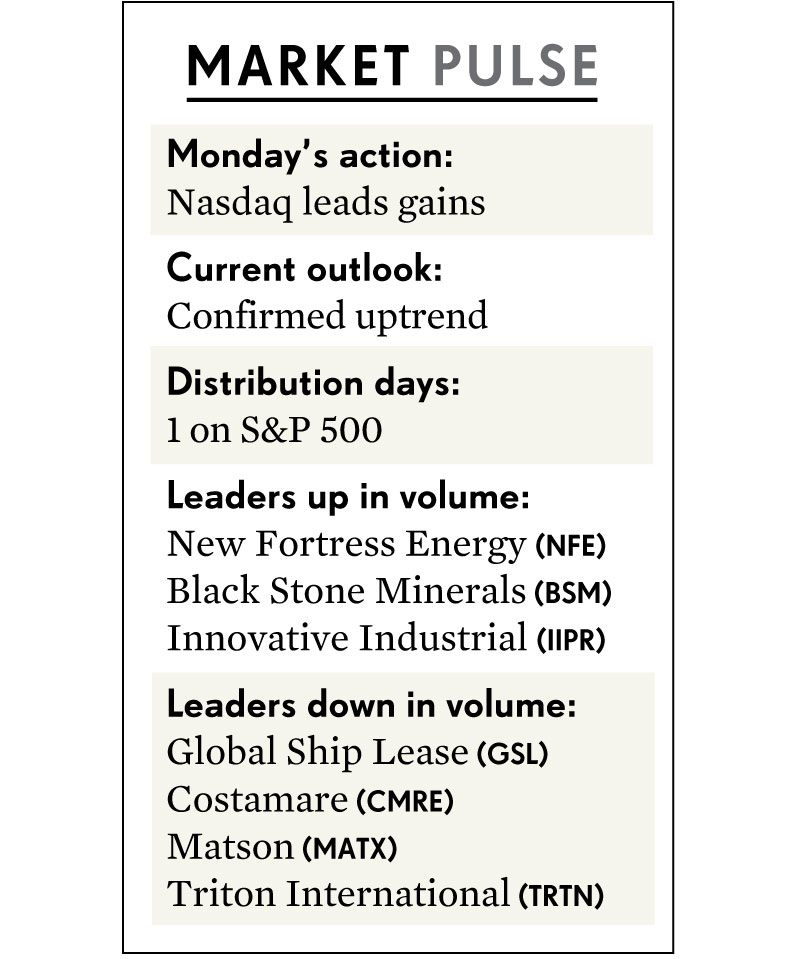 MARKET PULSE
Monday’s action:
Nasdaq leads gains
Current outlook:
Confirmed uptrend
Distribution days:
1 on S&P 500
Leaders up in volume:
New Fortress Energy (NFE)
Black Stone Minerals (BSM)
Innovative Industrial (IIPR)
Leaders down in volume:
Global Ship Lease (GSL)
Costamare (CMRE)
Matson (MATX)
Triton International (TRTN)